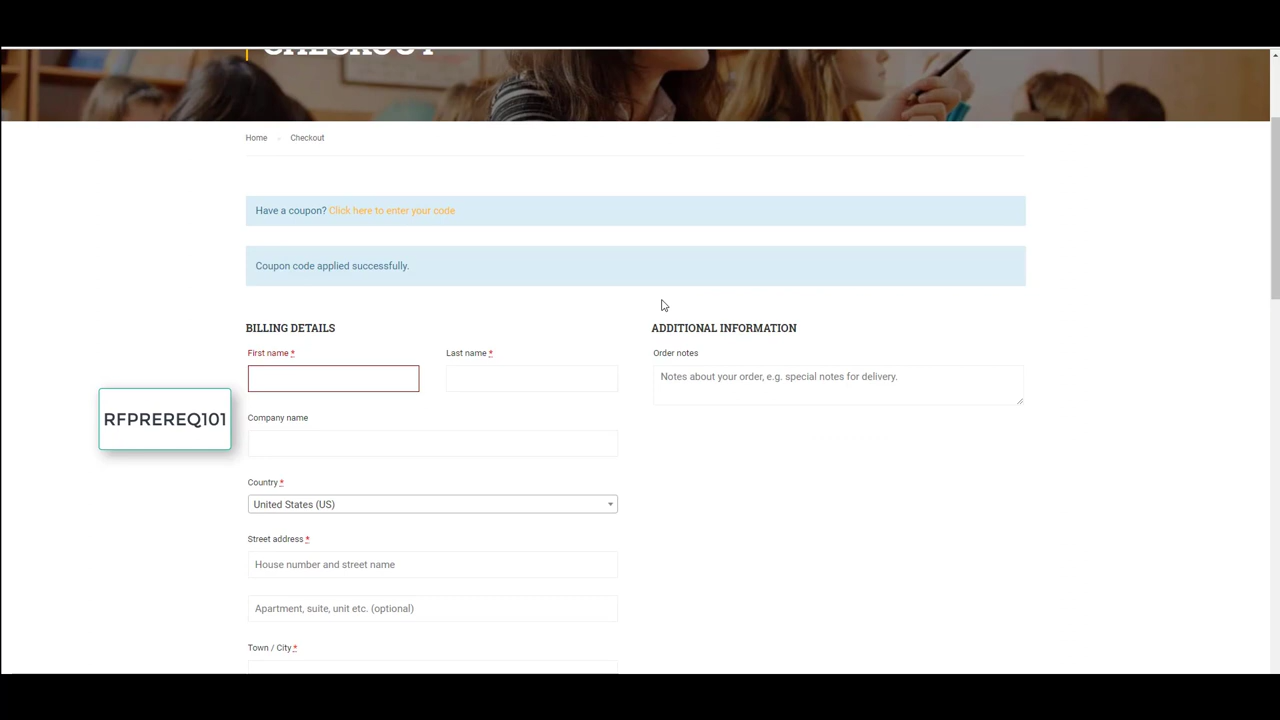 CHECKOUT
Home
Checkout
Have a coupon? Click here to enter your code
Coupon code applied successfully.
BILLING DETAILS
First name *
Last name *
Company name
Country *
United States (US)
Street address *
House number and street name
Apartment, suite, unit etc. (optional)
Town / City *
ADDITIONAL INFORMATION
Order notes
Notes about your order, e.g. special notes for delivery.
RFPREREQ101